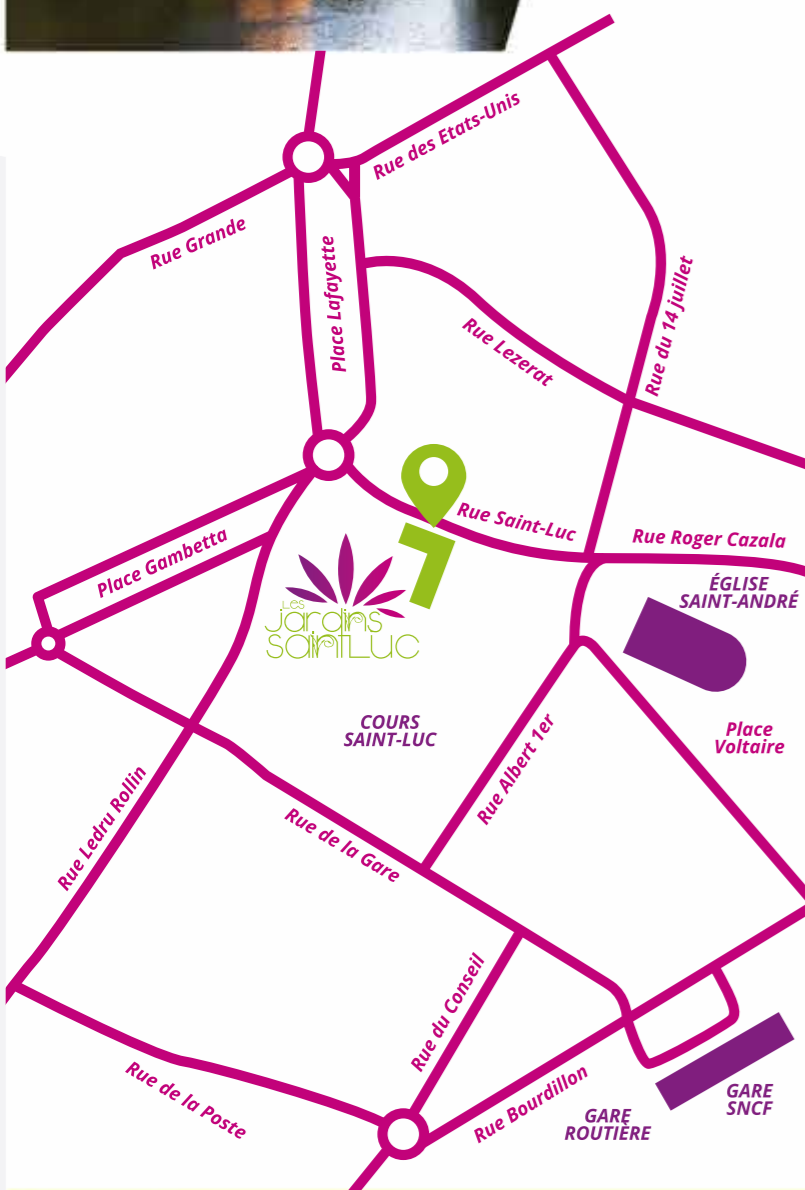 Rue des Etats-Unis
Rue Grande
Place Lafayette
Rue du 14 juillet
Rue Lezerat
Rue Saint-Luc
Rue Roger Cazala
Place Gambetta
ÉGLISE
SAINT-ANDRÉ
Les
Jardins
SaintLuc
COURS
SAINT-LUC
Place
Voltaire
Rue Albert 1er
Rue Ledru Rollin
Rue de la Gare
Rue du Conseil
Rue de la Poste
Rue Bourdillon
GARE
SNCF
GARE
ROUTIÈRE